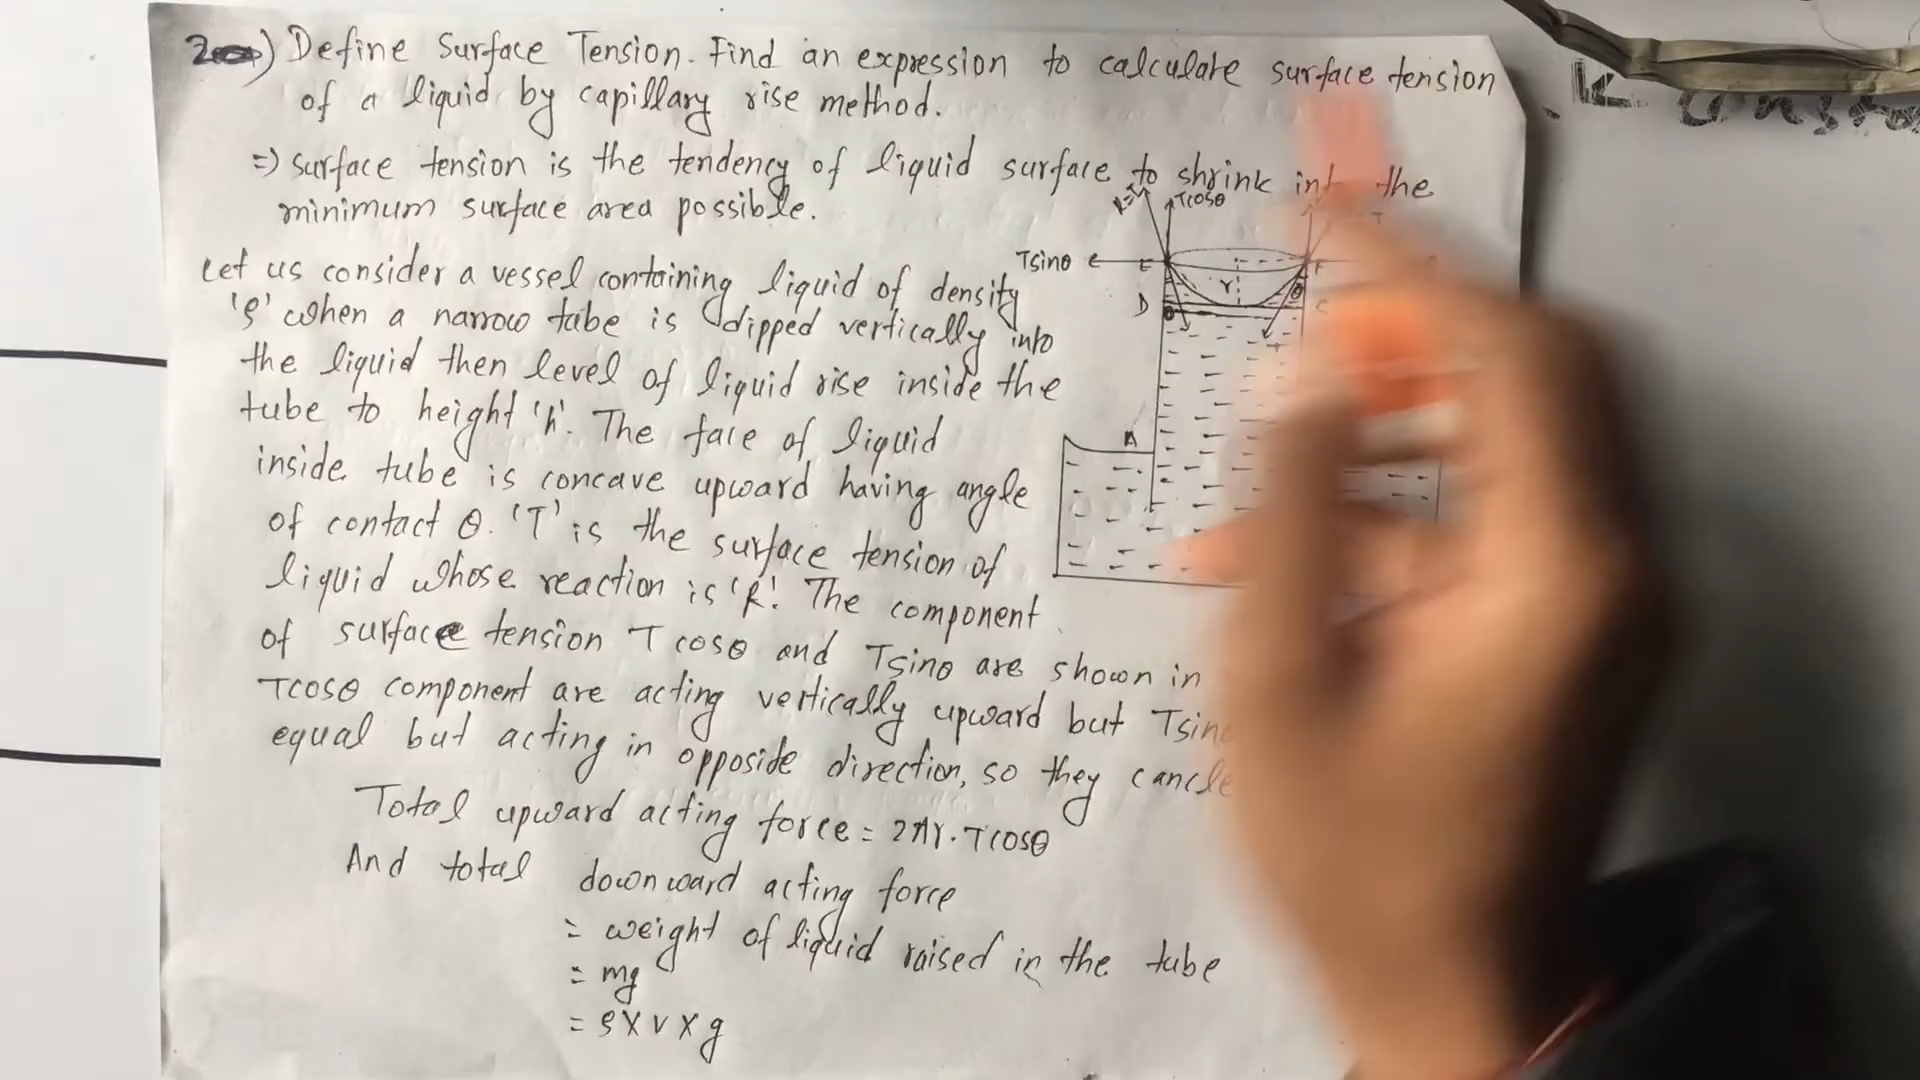 2) Define Surface Tension. Find an expression to calculate surface tension
of a liquid by capillary rise method.
=) surface tension is the tendency of liquid surface to shrink into the
minimum surface area possible.
R=T
Tcosθ
Tsinθ
E
F
r
θ
D
θ
C
A
Let us consider a vessel containing liquid of density
'ρ' when a narrow tube is dipped vertically into
the liquid then level of liquid rise inside the
tube to height 'h'. The face of liquid
inside tube is concave upward having angle
of contact θ. 'T' is the surface tension of
liquid whose reaction is 'R'. The component
of surface tension Tcosθ and Tsinθ are shown in
Tcosθ component are acting vertically upward but Tsinθ
equal but acting in opposite direction, so they cancle
Total upward acting force = 2πr.Tcosθ
And total downward acting force
= weight of liquid raised in the tube
= mg
= ρ X v X g